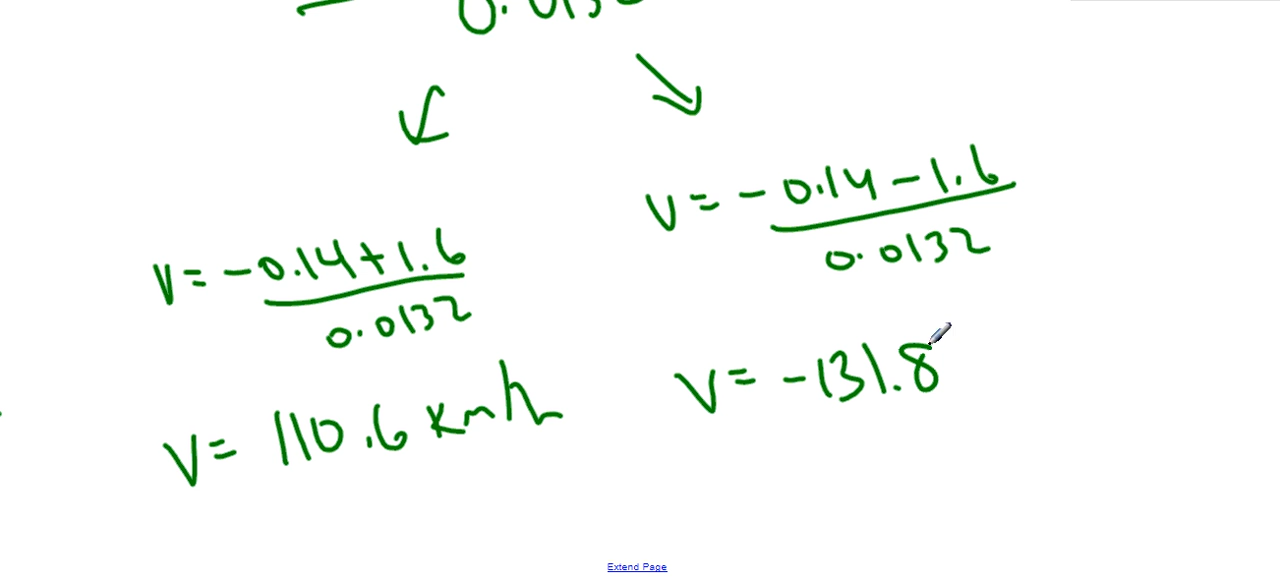 V = -0.14 + 1.6
0.0132
V = 110.6 km/h
V = -0.14 - 1.6
0.0132
V = -131.8
Extend Page